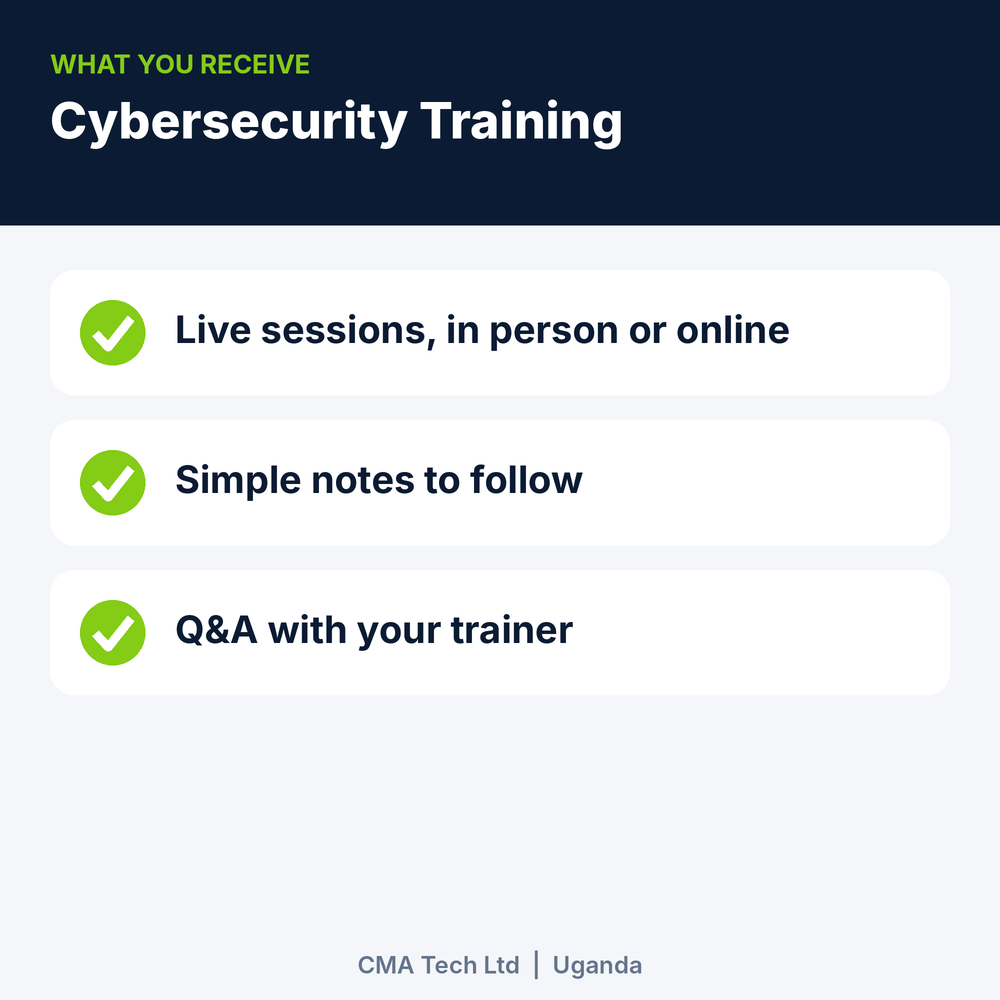 WHAT YOU RECEIVE
Cybersecurity Training
Live sessions, in person or online
Simple notes to follow
Q&A with your trainer
CMA Tech Ltd | Uganda